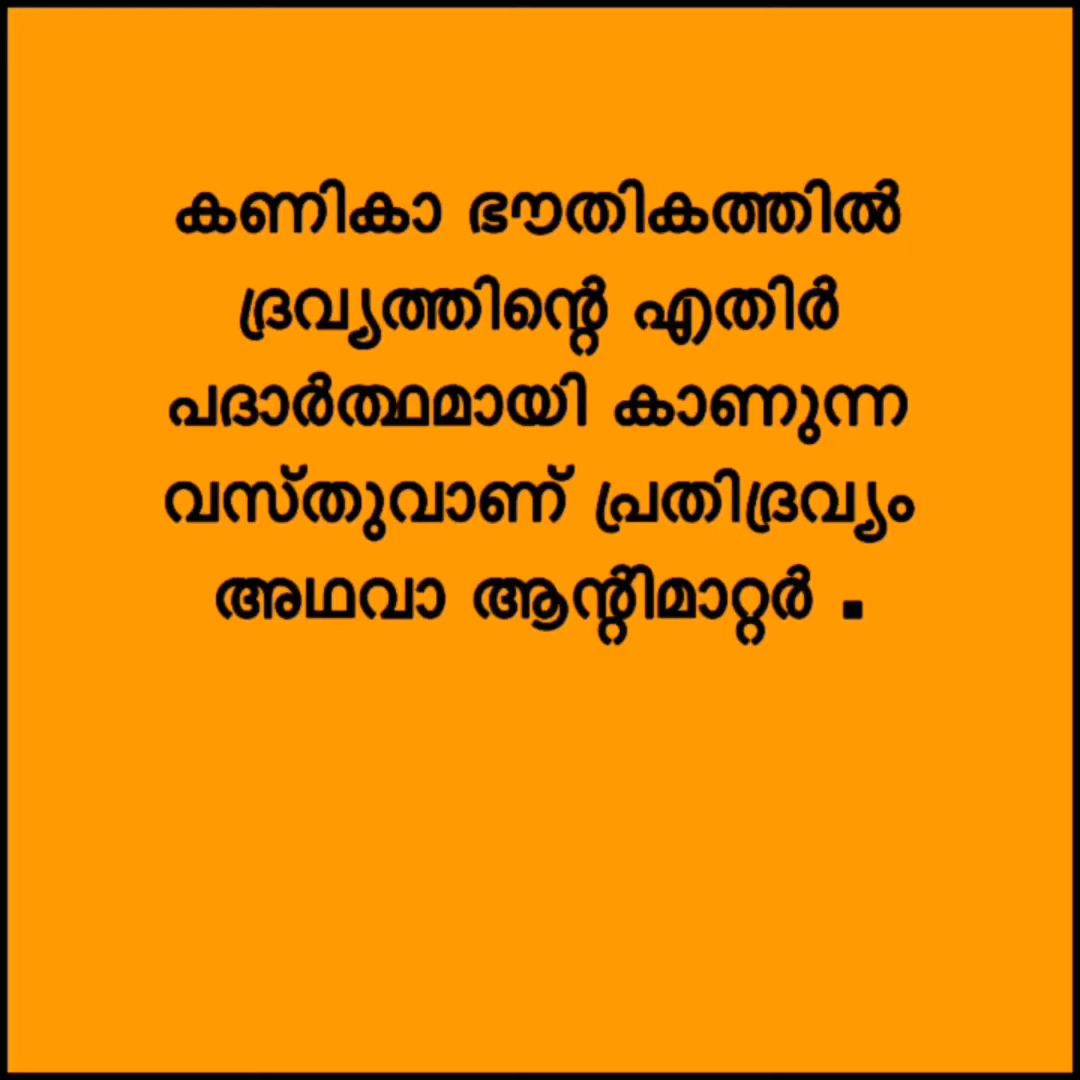 കണികാ ഭൗതികത്തിൽ
ദ്രവ്യത്തിന്റെ എതിർ
പദാർത്ഥമായി കാണുന്ന
വസ്തുവാണ് പ്രതിദ്രവ്യം
അഥവാ ആന്റിമാറ്റർ .